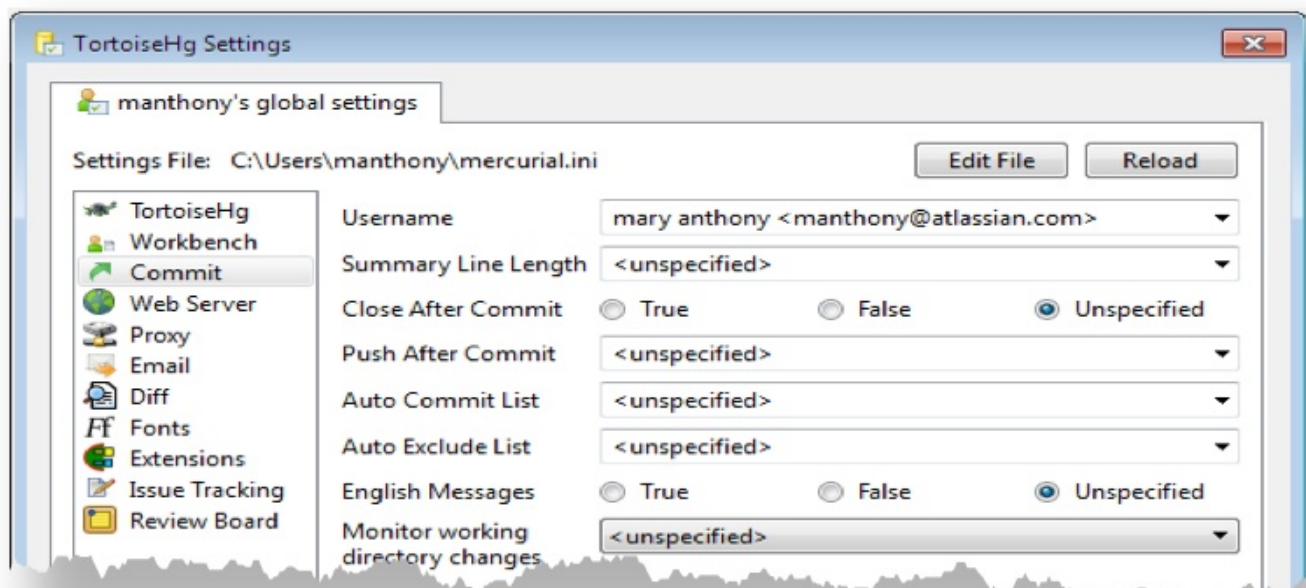 TortoiseHg Settings
manthony's global settings
Settings File: C:\Users\manthony\mercurial.ini
Edit File
Reload
TortoiseHg
Workbench
Commit
Web Server
Proxy
Email
Diff
Ff Fonts
Extensions
Issue Tracking
Review Board
Username mary anthony <manthony@atlassian.com>
Summary Line Length <unspecified>
Close After Commit True False Unspecified
Push After Commit <unspecified>
Auto Commit List <unspecified>
Auto Exclude List <unspecified>
English Messages True False Unspecified
Monitor working
directory changes <unspecified>